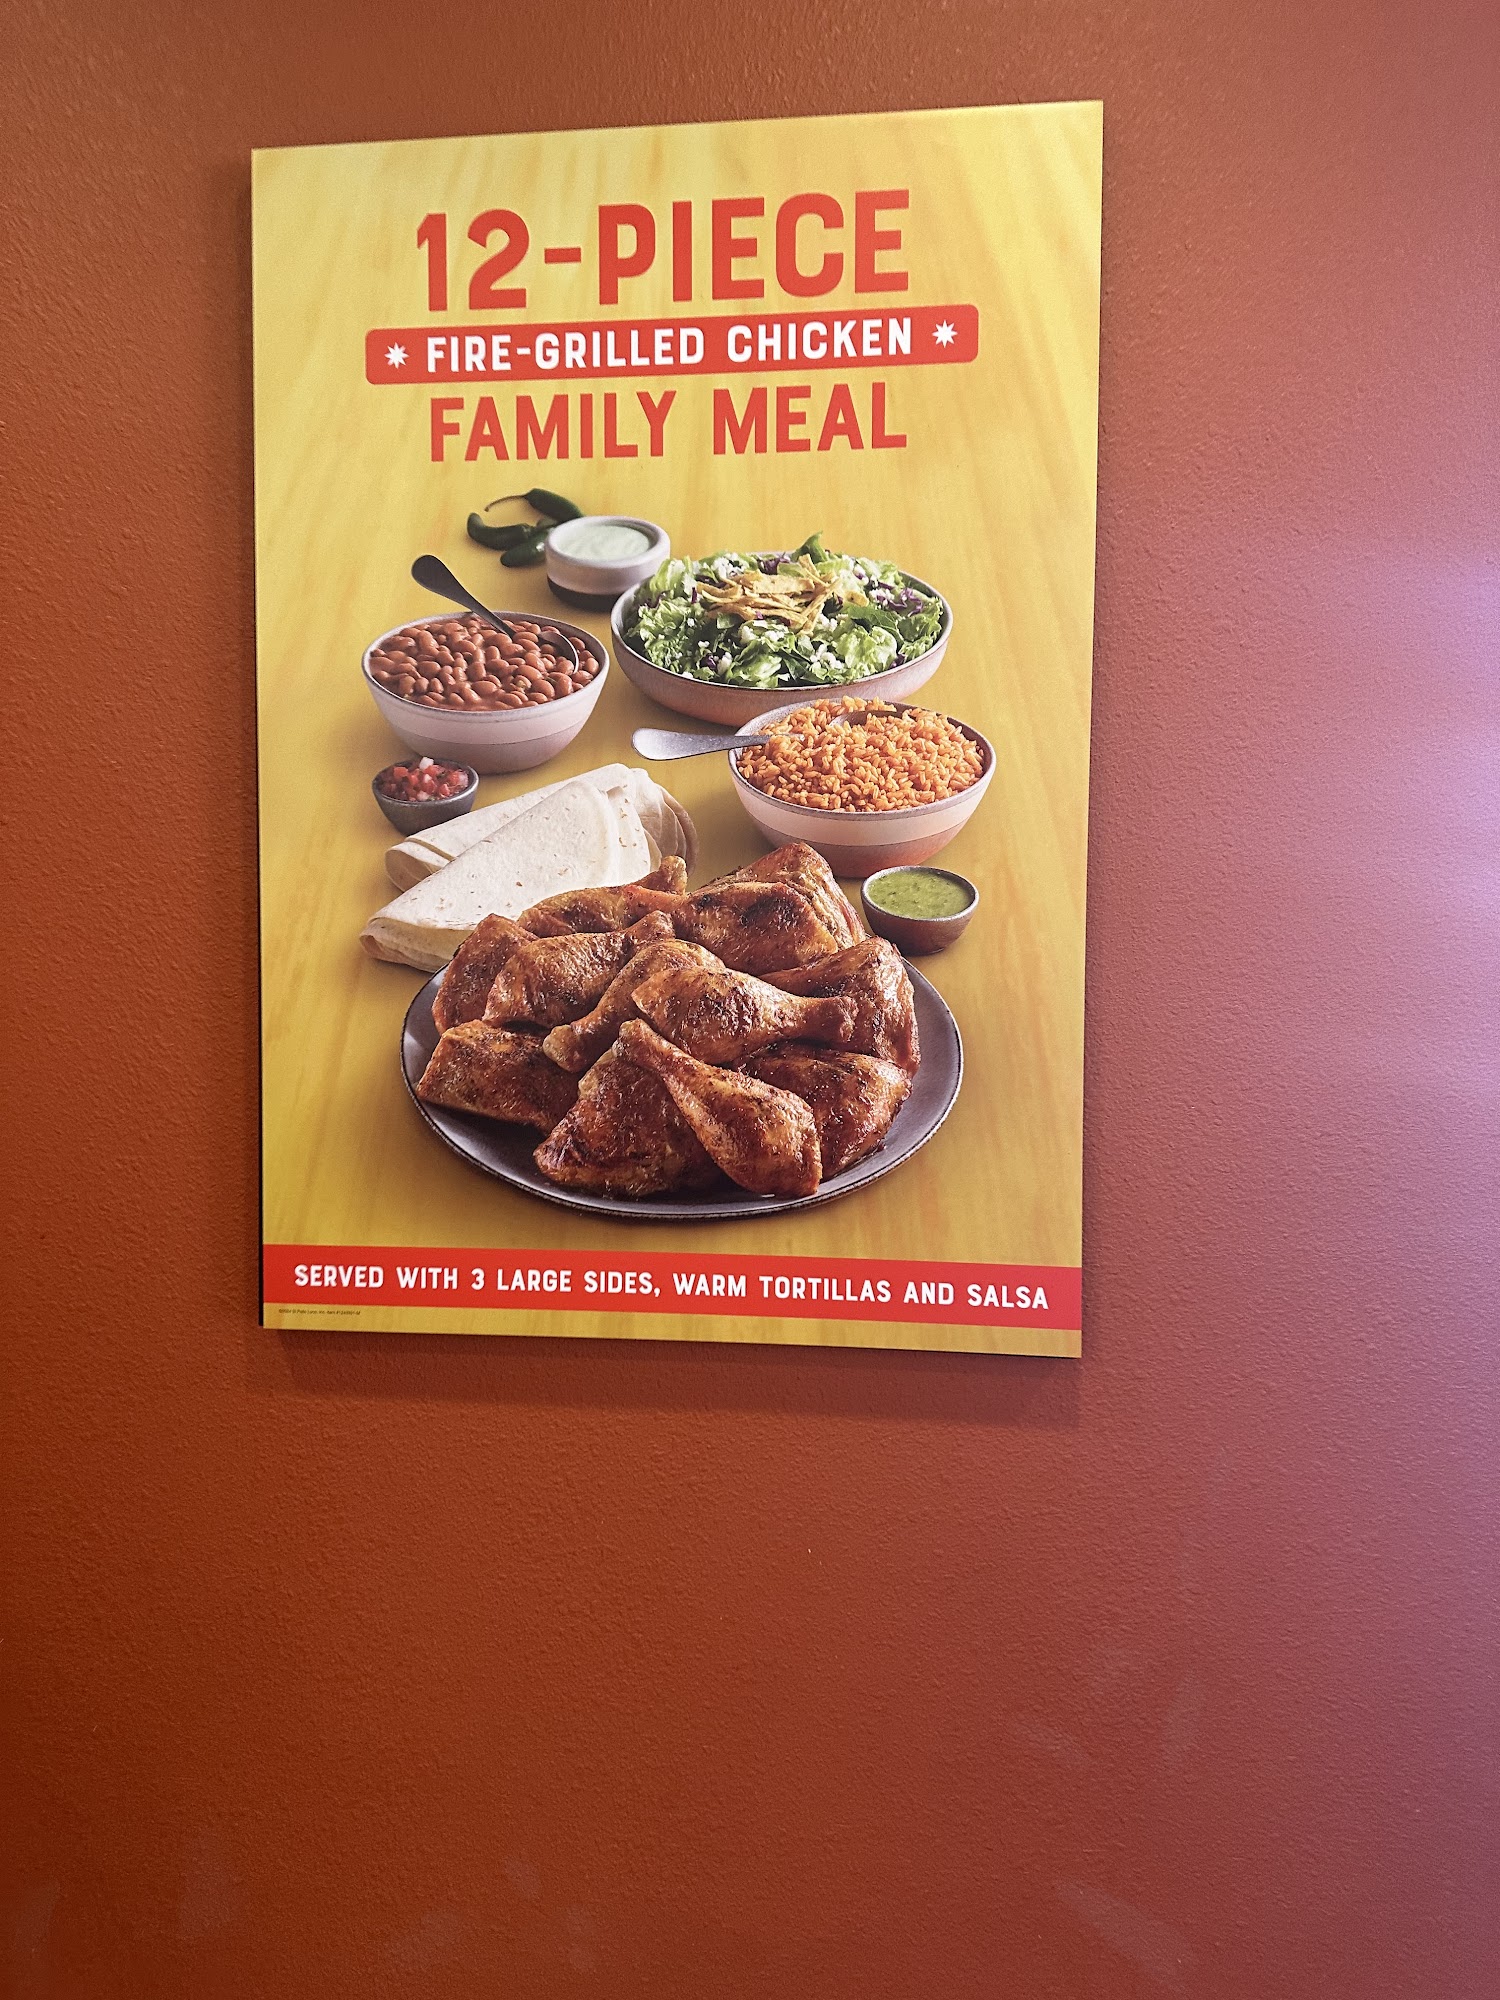 12-PIECE
FIRE-GRILLED CHICKEN
FAMILY MEAL
SERVED WITH 3 LARGE SIDES, WARM TORTILLAS AND SALSA